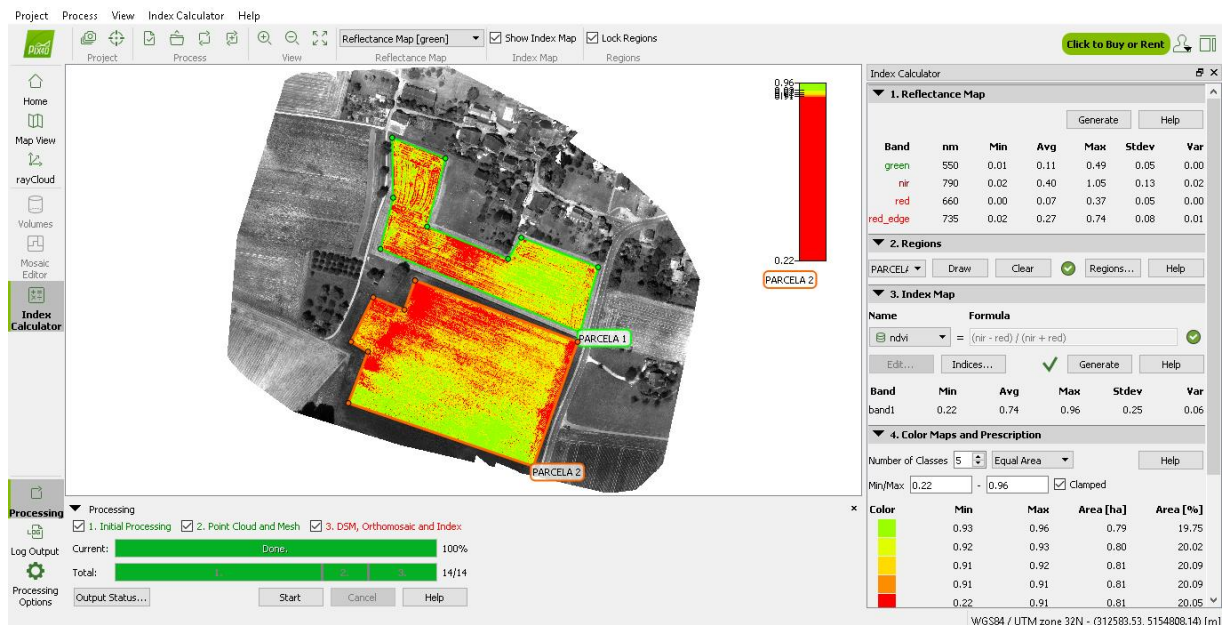 Project Process View Index Calculator Help
pix4D
Reflectance Map [green] Show Index Map Lock Regions
Click to Buy or Rent
Project Process View Reflectance Map Index Map Regions
Home
Map View
rayCloud
Volumes
Mosaic
Editor
Index
Calculator
Processing
Log Output
Processing
Options
0.96
0.22
PARCELA 2
PARCELA 1
PARCELA 2
Processing
1. Initial Processing 2. Point Cloud and Mesh 3. DSM, Orthomosaic and Index
Current: Done. 100%
Total: 1. 2. 3. 14/14
Output Status... Start Cancel Help
Index Calculator
1. Reflectance Map
Generate Help
Band nm Min Avg Max Stdev Var
green 550 0.01 0.11 0.49 0.05 0.00
nir 790 0.02 0.40 1.05 0.13 0.02
red 660 0.00 0.07 0.37 0.05 0.00
red_edge 735 0.02 0.27 0.74 0.08 0.01
2. Regions
PARCEL Draw Clear Regions... Help
3. Index Map
Name Formula
ndvi = (nir - red) / (nir + red)
Edit... Indices... Generate Help
Band Min Avg Max Stdev Var
band1 0.22 0.74 0.96 0.25 0.06
4. Color Maps and Prescription
Number of Classes 5 Equal Area Help
Min/Max 0.22 - 0.96 Clamped
Color Min Max Area [ha] Area [%]
0.93 0.96 0.79 19.75
0.92 0.93 0.80 20.02
0.91 0.92 0.81 20.09
0.91 0.91 0.81 20.09
0.22 0.91 0.81 20.05
WGS84 / UTM zone 32N - (312583.53, 5154808.14) [m]